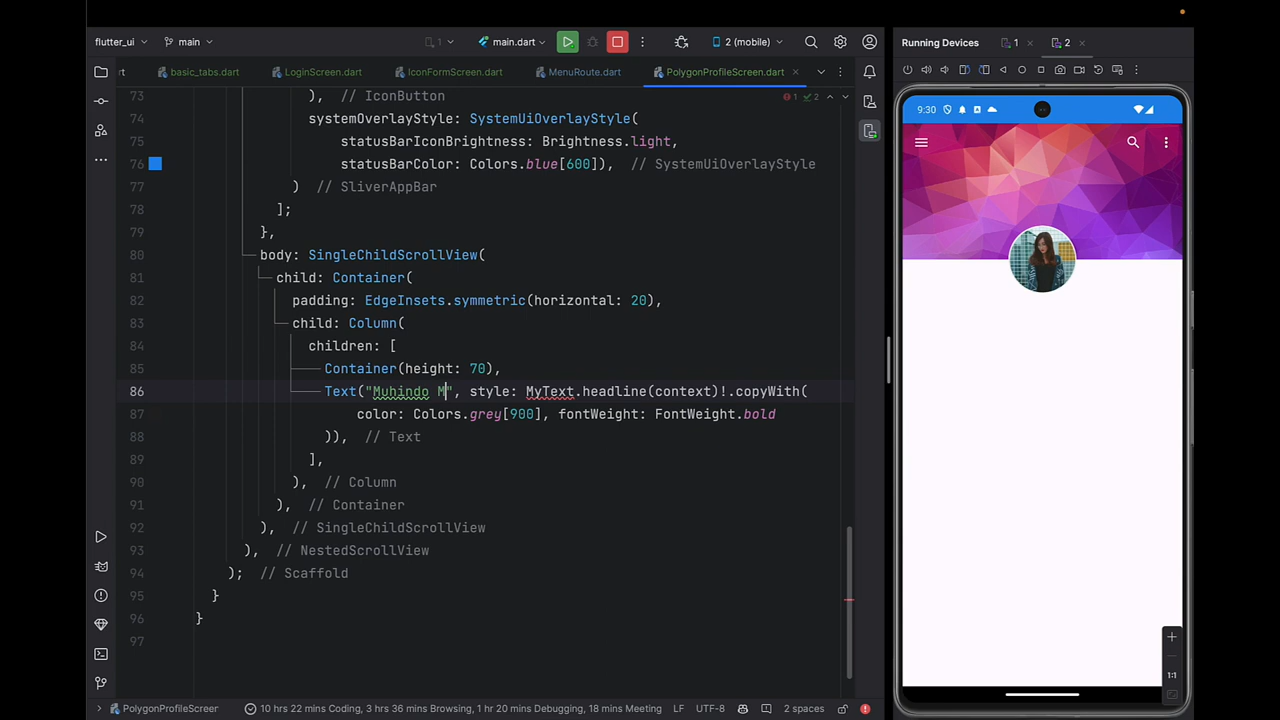 flutter_ui
main
1
main.dart
2 (mobile)
Running Devices
1
2
rt
basic_tabs.dart
LoginScreen.dart
IconFormScreen.dart
MenuRoute.dart
PolygonProfileScreen.dart
1
2
73 ), // IconButton
74 systemOverlayStyle: SystemUiOverlayStyle(
75 statusBarIconBrightness: Brightness.light,
76 statusBarColor: Colors.blue[600]), // SystemUiOverlayStyle
77 ) // SliverAppBar
78 ];
79 },
80 body: SingleChildScrollView(
81 child: Container(
82 padding: EdgeInsets.symmetric(horizontal: 20),
83 child: Column(
84 children: [
85 Container(height: 70),
86 Text("Muhindo M", style: MyText.headline(context)!.copyWith(
87 color: Colors.grey[900], fontWeight: FontWeight.bold
88 )), // Text
89 ],
90 ), // Column
91 ), // Container
92 ), // SingleChildScrollView
93 ), // NestedScrollView
94 ); // Scaffold
95 }
96 }
97
9:30
1:1
PolygonProfileScreen
10 hrs 22 mins Coding, 3 hrs 36 mins Browsing, 1 hr 20 mins Debugging, 18 mins Meeting
LF
UTF-8
2 spaces